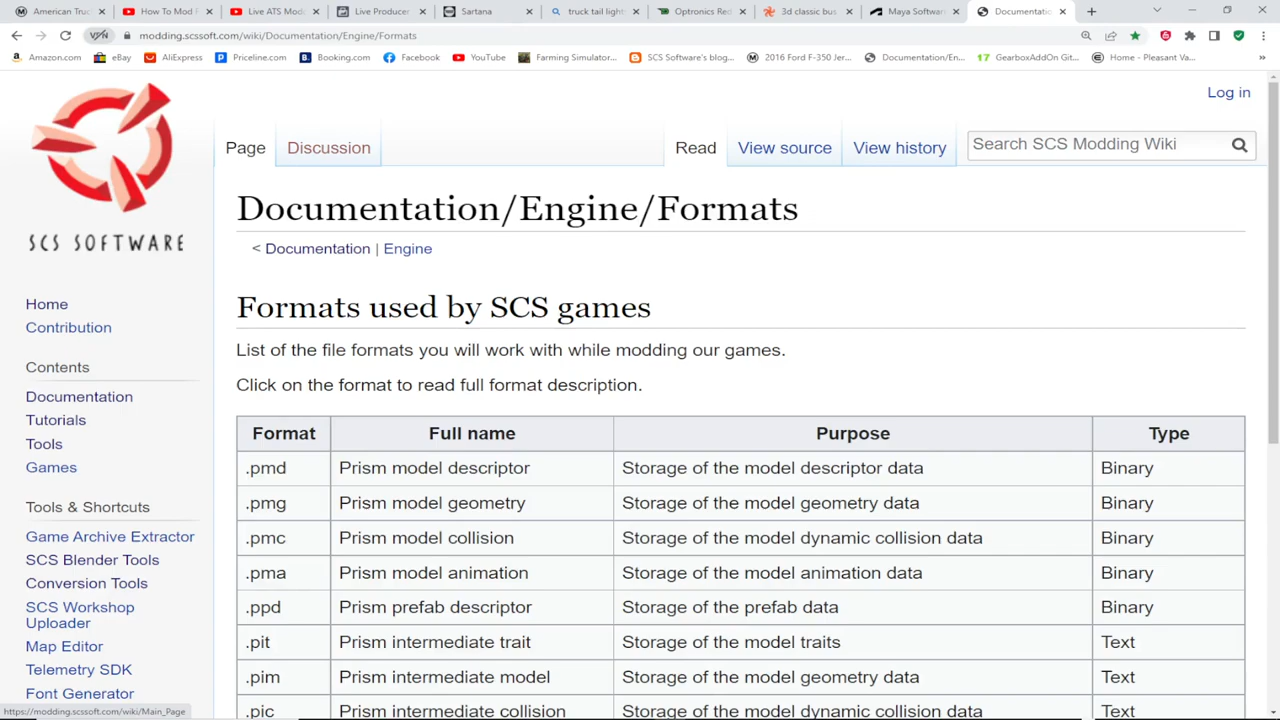 American Truc
How To Mod F
Live ATS Mode
Live Producer
Sartana
truck tail light
Optronics Red
3d classic bus
Maya Software
Documentatio
VPN
modding.scssoft.com/wiki/Documentation/Engine/Formats
Amazon.com
eBay
AliExpress
Priceline.com
Booking.com
Facebook
YouTube
Farming Simulator...
SCS Software's blog...
2016 Ford F-350 Jer...
Documentation/En...
GearboxAddOn Git...
Home - Pleasant Va...
Log in
Page
Discussion
Read
View source
View history
Search SCS Modding Wiki
SCS SOFTWARE
Home
Contribution
Contents
Documentation
Tutorials
Tools
Games
Tools & Shortcuts
Game Archive Extractor
SCS Blender Tools
Conversion Tools
SCS Workshop
Uploader
Map Editor
Telemetry SDK
Font Generator
https://modding.scssoft.com/wiki/Main_Page
Documentation/Engine/Formats
< Documentation | Engine
Formats used by SCS games
List of the file formats you will work with while modding our games.
Click on the format to read full format description.
Format Full name Purpose Type
.pmd Prism model descriptor Storage of the model descriptor data Binary
.pmg Prism model geometry Storage of the model geometry data Binary
.pmc Prism model collision Storage of the model dynamic collision data Binary
.pma Prism model animation Storage of the model animation data Binary
.ppd Prism prefab descriptor Storage of the prefab data Binary
.pit Prism intermediate trait Storage of the model traits Text
.pim Prism intermediate model Storage of the model geometry data Text
.pic Prism intermediate collision Storage of the model dynamic collision data Text